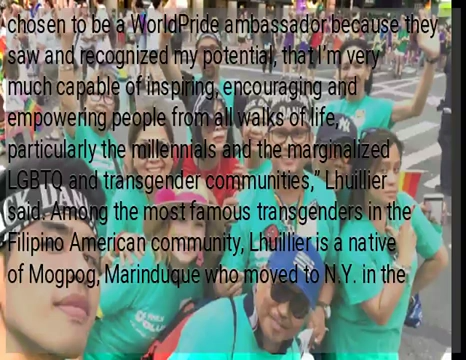 chosen to be a WorldPride ambassador because they
saw and recognized my potential, that I'm very
much capable of inspiring, encouraging and
empowering people from all walks of life,
particularly the millennials and the marginalized
LGBTQ and transgender communities,” Lhuillier
said. Among the most famous transgenders in the
Filipino American community, Lhuillier is a native
of Mogpog, Marinduque who moved to N.Y. in the